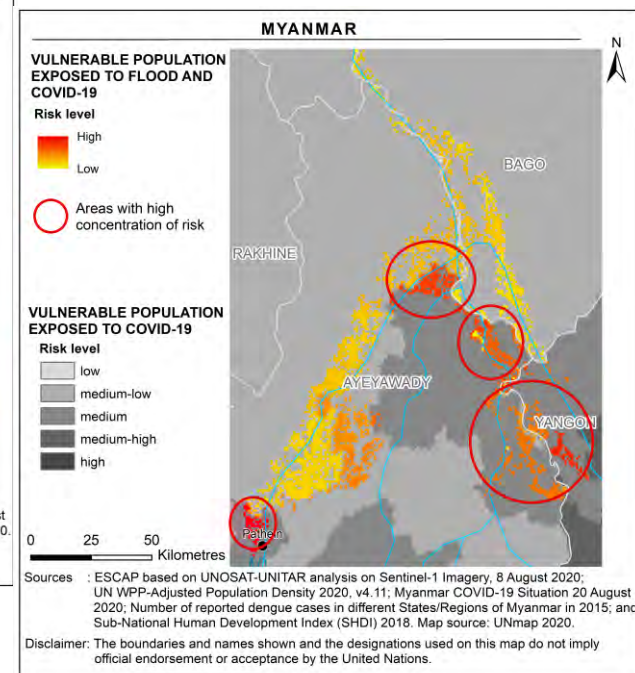 MYANMAR
N
VULNERABLE POPULATION
EXPOSED TO FLOOD AND
COVID-19
Risk level
High
Low
Areas with high
concentration of risk
VULNERABLE POPULATION
EXPOSED TO COVID-19
Risk level
low
medium-low
medium
medium-high
high
BAGO
RAKHINE
AYEYAWADY
YANGON
Pathein
0 25 50 Kilometres
Sources : ESCAP based on UNOSAT-UNITAR analysis on Sentinel-1 Imagery, 8 August 2020;
UN WPP-Adjusted Population Density 2020, v4.11; Myanmar COVID-19 Situation 20 August
2020; Number of reported dengue cases in different States/Regions of Myanmar in 2015; and
Sub-National Human Development Index (SHDI) 2018. Map source: UNmap 2020.
Disclaimer: The boundaries and names shown and the designations used on this map do not imply
official endorsement or acceptance by the United Nations.